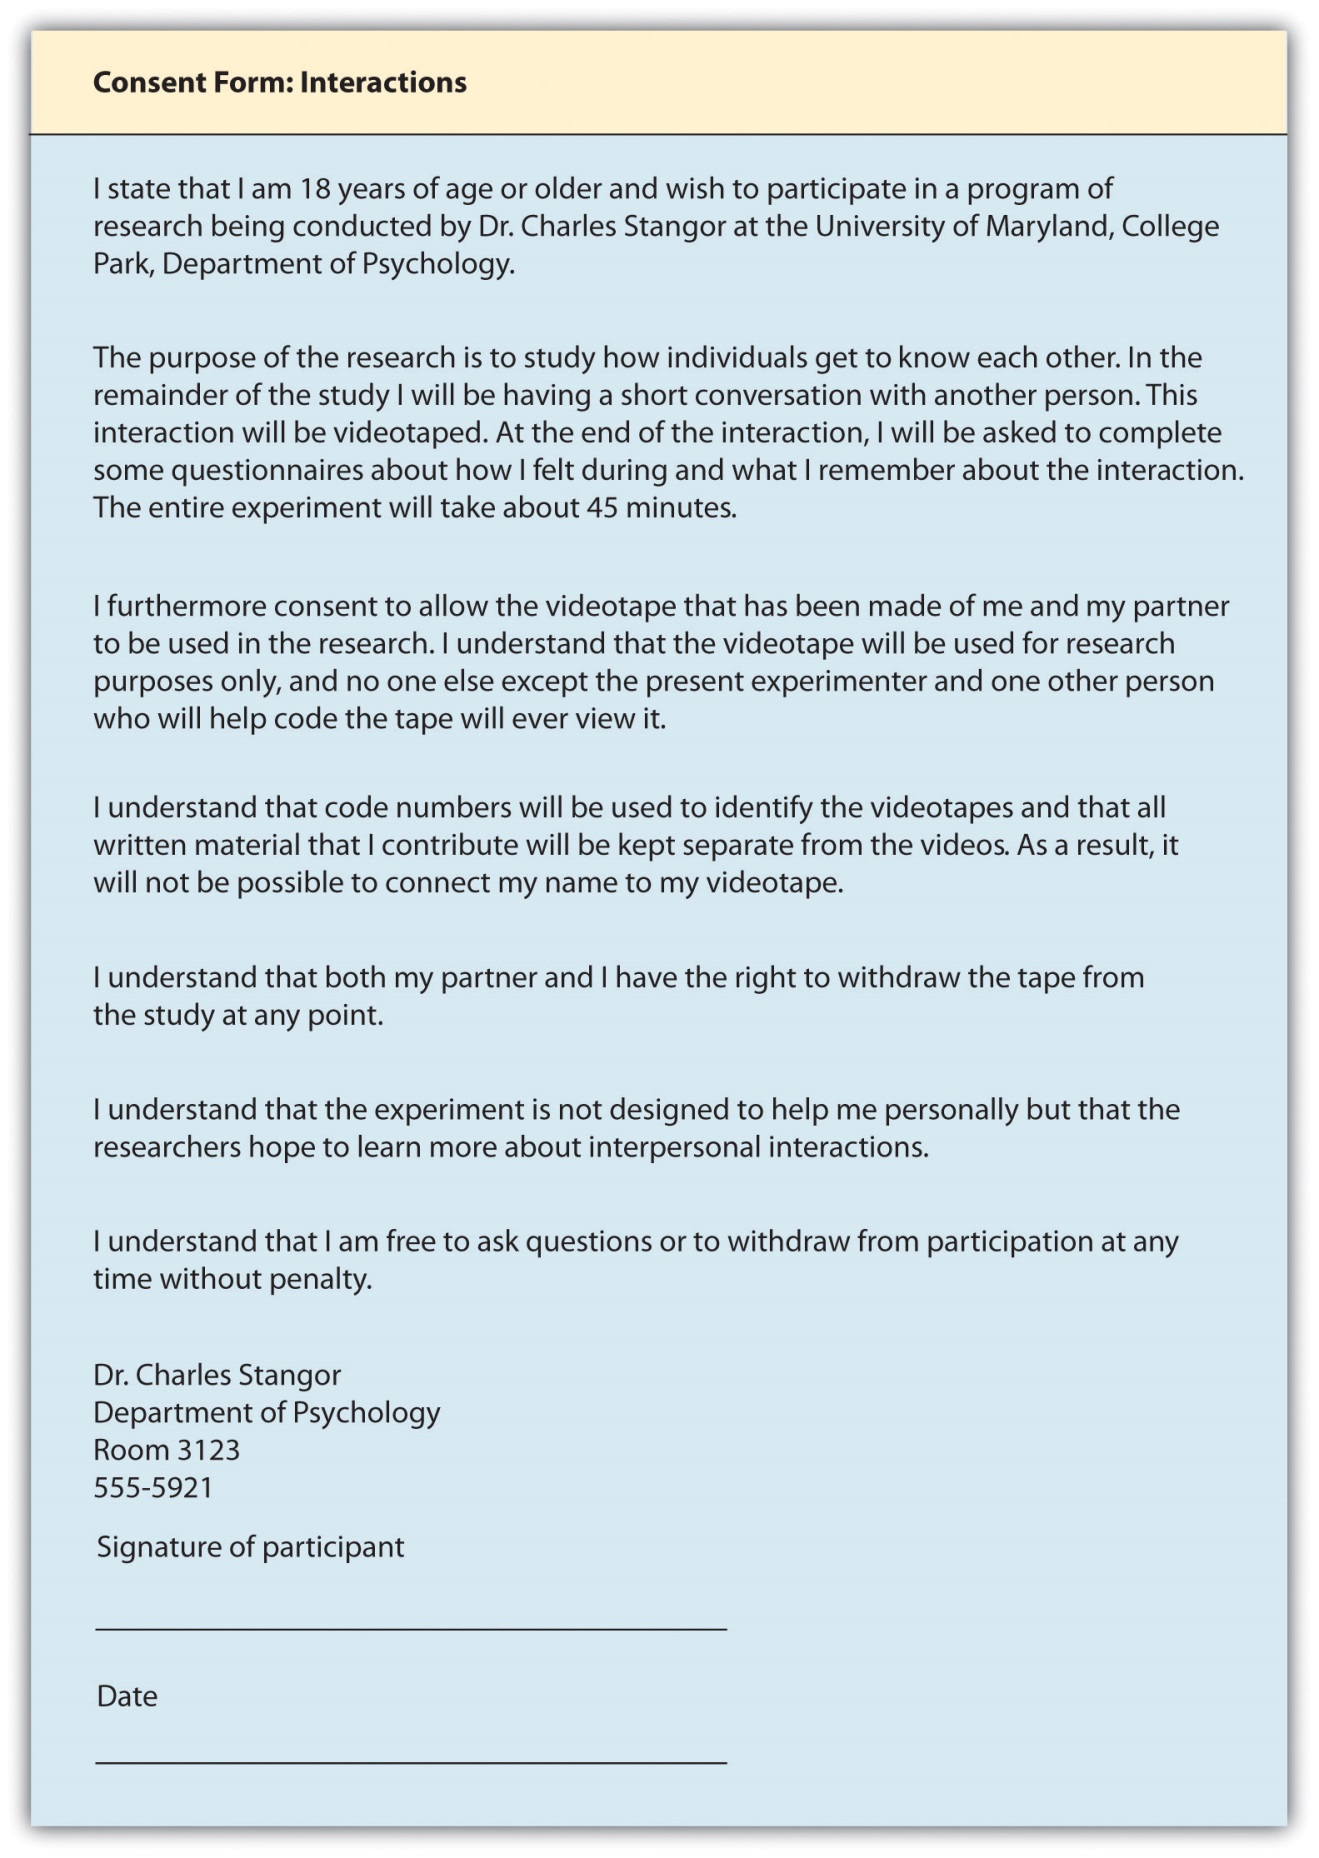 Consent Form: Interactions
I state that I am 18 years of age or older and wish to participate in a program of
research being conducted by Dr. Charles Stangor at the University of Maryland, College
Park, Department of Psychology.
The purpose of the research is to study how individuals get to know each other. In the
remainder of the study I will be having a short conversation with another person. This
interaction will be videotaped. At the end of the interaction, I will be asked to complete
some questionnaires about how I felt during and what I remember about the interaction.
The entire experiment will take about 45 minutes.
I furthermore consent to allow the videotape that has been made of me and my partner
to be used in the research. I understand that the videotape will be used for research
purposes only, and no one else except the present experimenter and one other person
who will help code the tape will ever view it.
I understand that code numbers will be used to identify the videotapes and that all
written material that I contribute will be kept separate from the videos. As a result, it
will not be possible to connect my name to my videotape.
I understand that both my partner and I have the right to withdraw the tape from
the study at any point.
I understand that the experiment is not designed to help me personally but that the
researchers hope to learn more about interpersonal interactions.
I understand that I am free to ask questions or to withdraw from participation at any
time without penalty.
Dr. Charles Stangor
Department of Psychology
Room 3123
555-5921
Signature of participant
Date